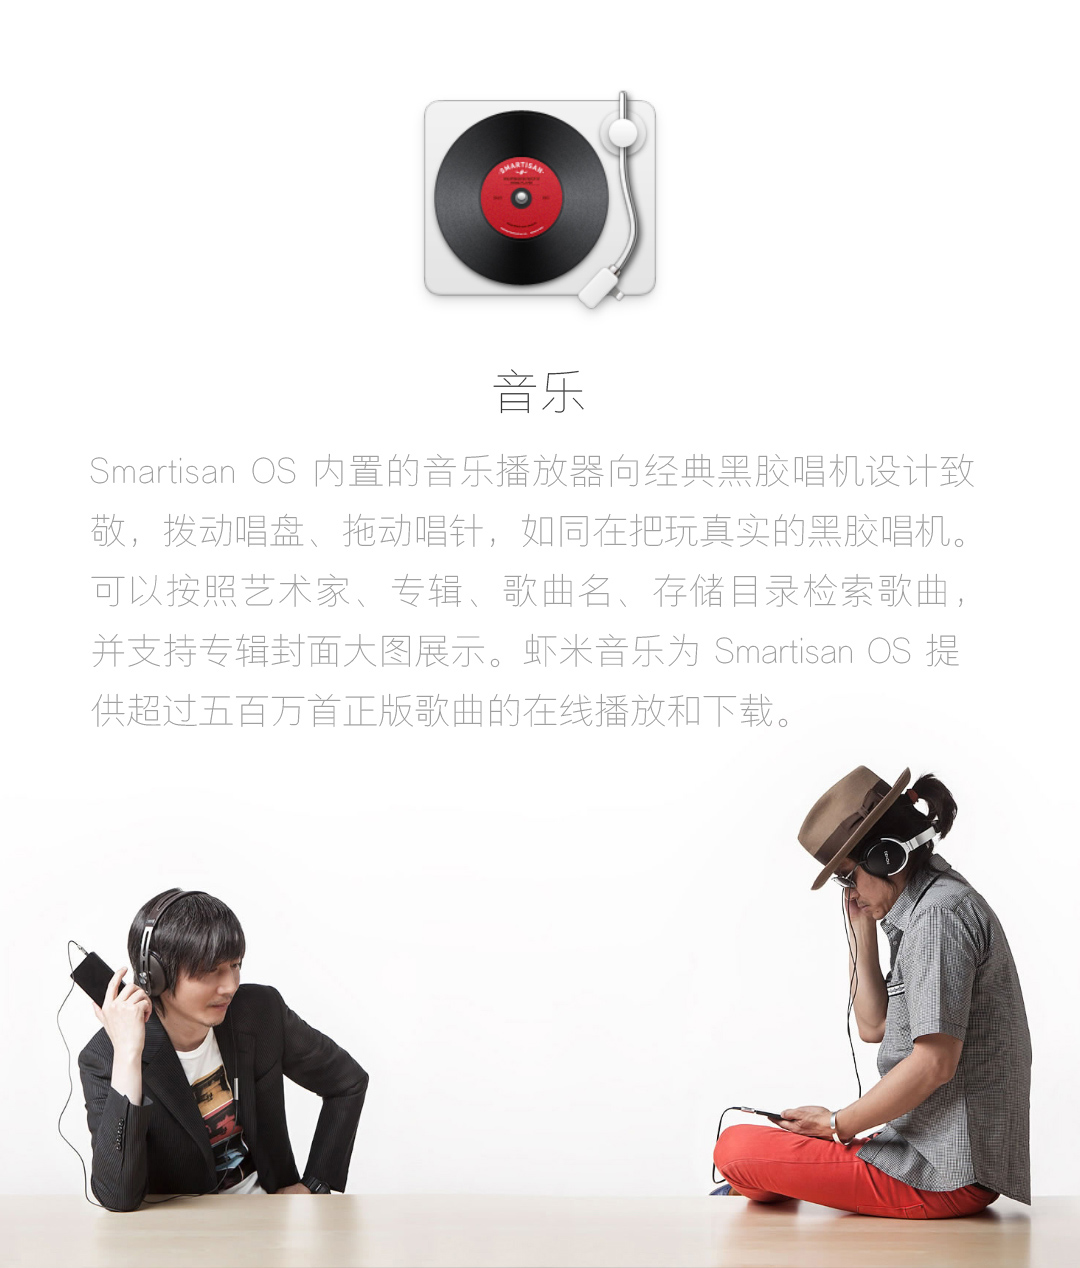 SMARTISAN
音乐
Smartisan OS 内置的音乐播放器向经典黑胶唱机设计致
敬，拨动唱盘、拖动唱针，如同在把玩真实的黑胶唱机。
可以按照艺术家、专辑、歌曲名、存储目录检索歌曲，
并支持专辑封面大图展示。虾米音乐为 Smartisan OS 提
供超过五百万首正版歌曲的在线播放和下载。
DENON